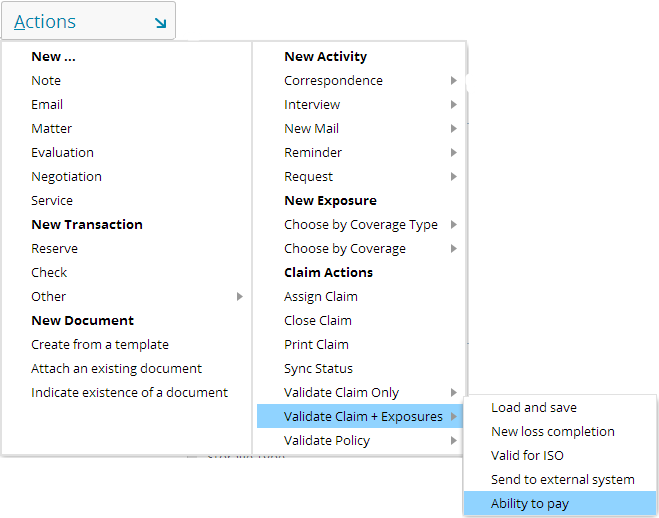 Actions
New ...
Note
Email
Matter
Evaluation
Negotiation
Service
New Transaction
Reserve
Check
Other
New Document
Create from a template
Attach an existing document
Indicate existence of a document
New Activity
Correspondence
Interview
New Mail
Reminder
Request
New Exposure
Choose by Coverage Type
Choose by Coverage
Claim Actions
Assign Claim
Close Claim
Print Claim
Sync Status
Validate Claim Only
Validate Claim + Exposures
Validate Policy
Load and save
New loss completion
Valid for ISO
Send to external system
Ability to pay